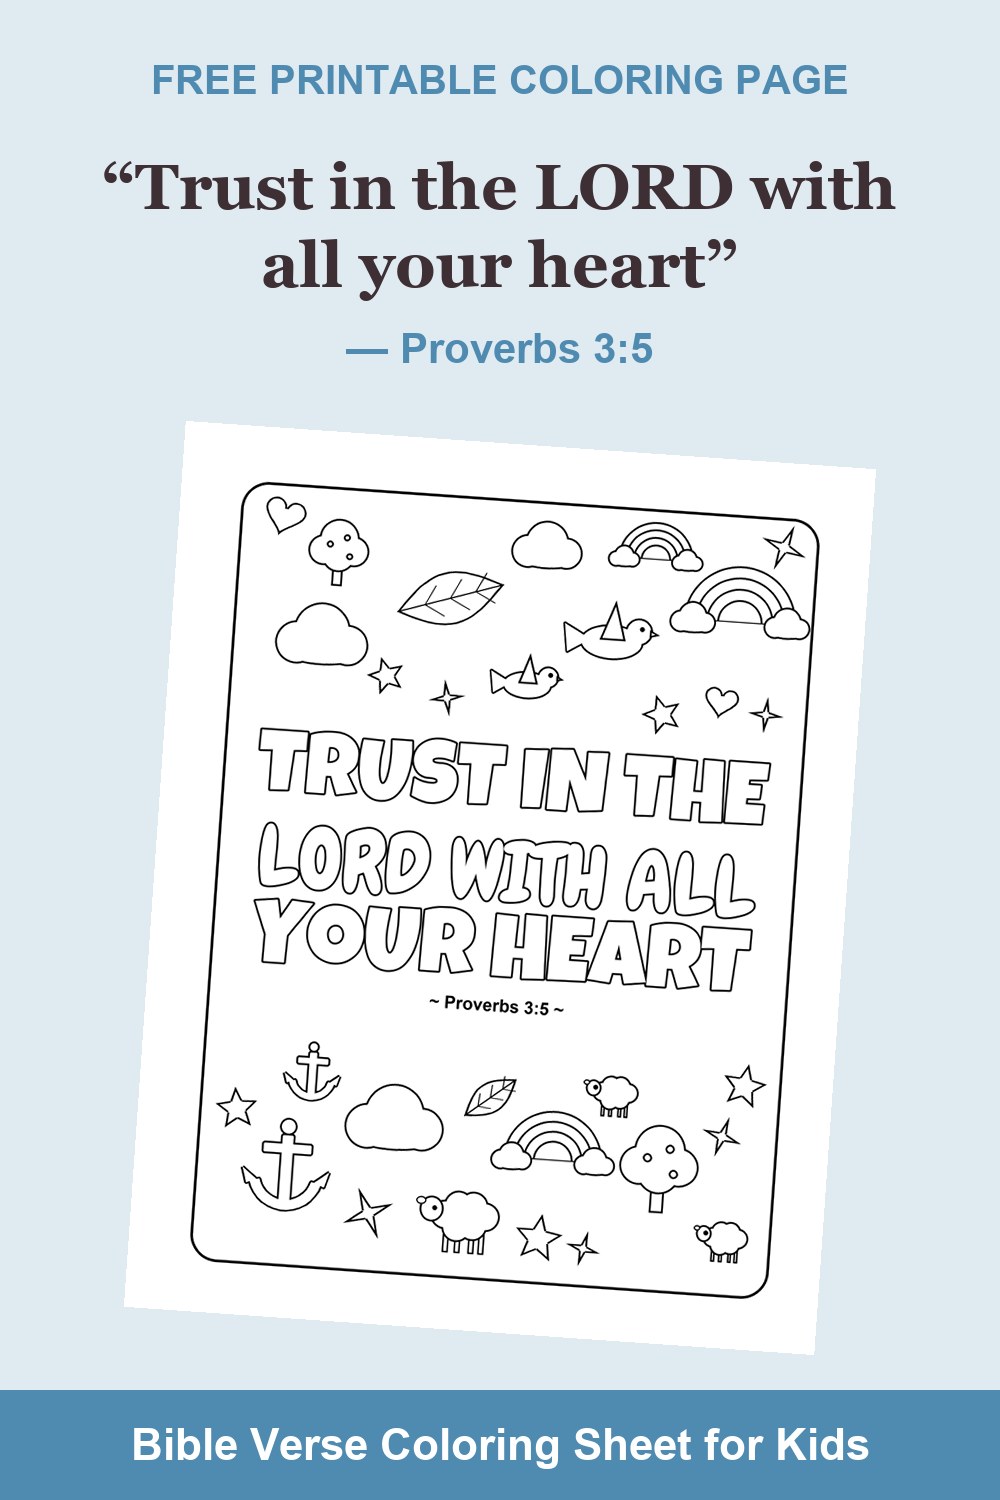 FREE PRINTABLE COLORING PAGE
“Trust in the LORD with
all your heart”
— Proverbs 3:5
TRUST IN THE
LORD WITH ALL
YOUR HEART
~ Proverbs 3:5 ~
Bible Verse Coloring Sheet for Kids